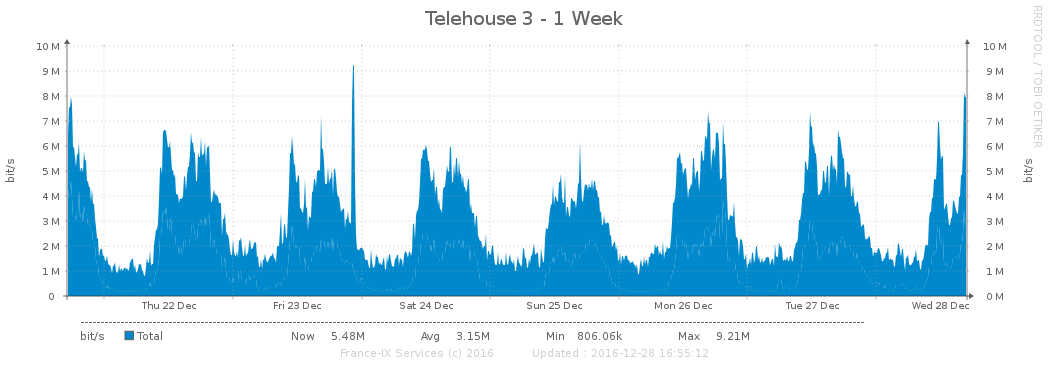 Telehouse 3 - 1 Week
RRDTOOL / TOBI OETIKER
bit/s
bit/s
10 M 10 M
9 M 9 M
8 M 8 M
7 M 7 M
6 M 6 M
5 M 5 M
4 M 4 M
3 M 3 M
2 M 2 M
1 M 1 M
0 0 M
Thu 22 Dec Fri 23 Dec Sat 24 Dec Sun 25 Dec Mon 26 Dec Tue 27 Dec Wed 28 Dec
bit/s Total Now 5.48M Avg 3.15M Min 806.06k Max 9.21M
France-IX Services (c) 2016 Updated : 2016-12-28 16:55:12